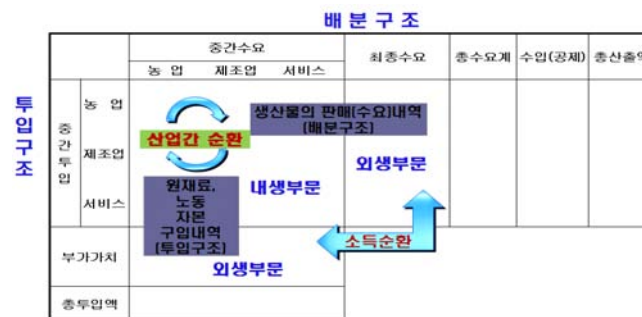 배 분 구 조
중간수요
최종수요 총수요계 수입(공제) 총산출액
농 업 제조업 서비스
투입구조
중간투입
농 업
생산물의 판매(수요)내역
(배분구조)
산업간 순환
제조업
외생부문
원재료,
노동
자본
구입내역
(투입구조)
내생부문
서비스
소득순환
부가가치
외생부문
총투입액